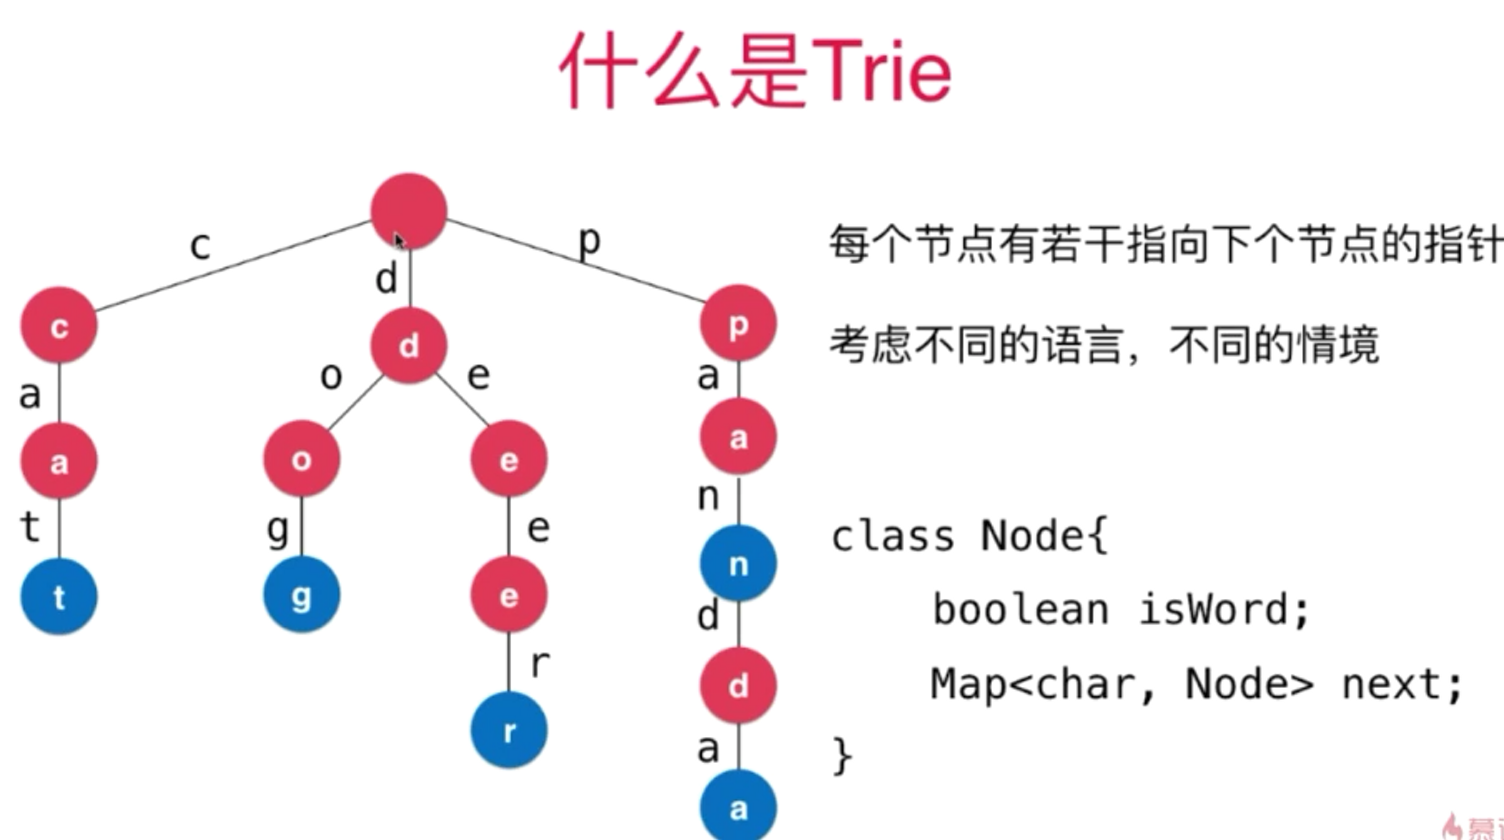 什么是Trie
c d p
c d p
a o e a
a o e a
t g e n
t g e n
r d
r d
a
a
每个节点有若干指向下个节点的指针
考虑不同的语言，不同的情境
class Node{
boolean isWord;
Map<char, Node> next;
}
慕